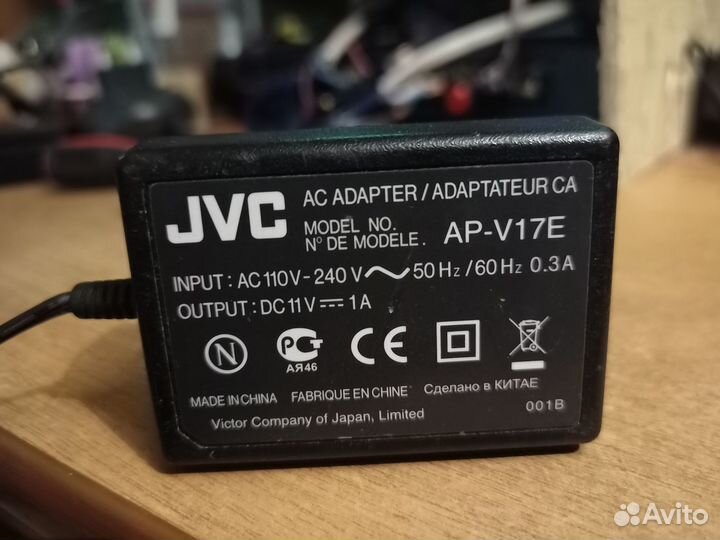 JVC
AC ADAPTER / ADAPTATEUR CA
MODEL NO.
Nº DE MODELE. AP-V17E
INPUT : AC 110V - 240 V ～ 50 Hz / 60 Hz 0.3A
OUTPUT : DC 11V ⎓ 1A
N
РСТ
АЯ46
CE
MADE IN CHINA FABRIQUE EN CHINE Сделано в КИТАЕ
Victor Company of Japan, Limited
001B
Avito